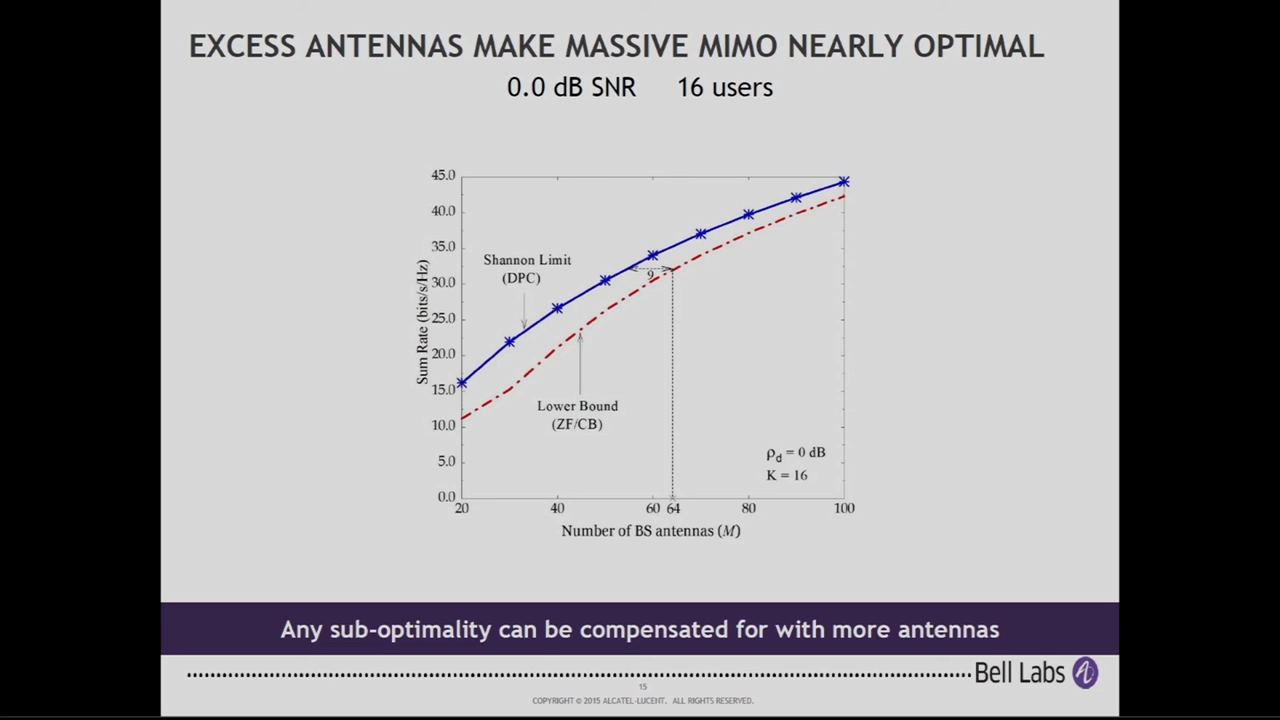 EXCESS ANTENNAS MAKE MASSIVE MIMO NEARLY OPTIMAL
0.0 dB SNR 16 users
45.0
40.0
35.0
30.0
25.0
20.0
15.0
10.0
5.0
0.0
Sum Rate (bits/s/Hz)
Shannon Limit
(DPC)
9
Lower Bound
(ZF/CB)
ρd = 0 dB
K = 16
20 40 60 64 80 100
Number of BS antennas (M)
Any sub-optimality can be compensated for with more antennas
Bell Labs
15
COPYRIGHT © 2015 ALCATEL-LUCENT. ALL RIGHTS RESERVED.